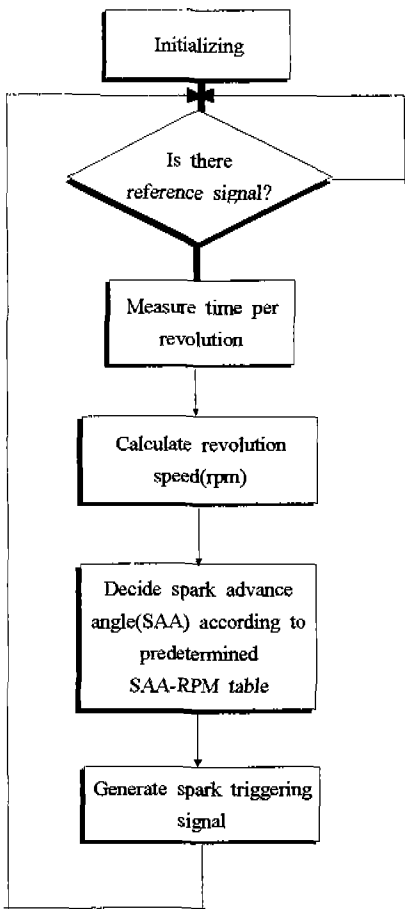 Initializing
Is there
reference signal?
Measure time per
revolution
Calculate revolution
speed(rpm)
Decide spark advance
angle(SAA) according to
predetermined
SAA-RPM table
Generate spark triggering
signal